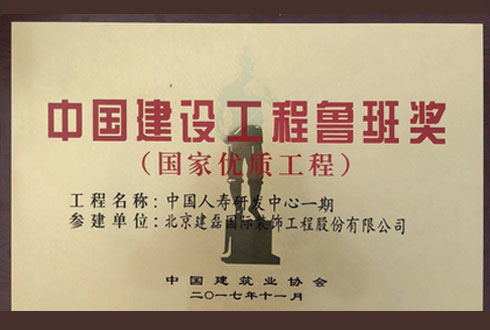 中国建设工程鲁班奖
(国家优质工程)
工程名称：中国人寿研发中心一期
参建单位：北京建磊国际装饰工程股份有限公司
中国建筑业协会
二〇一七年十一月